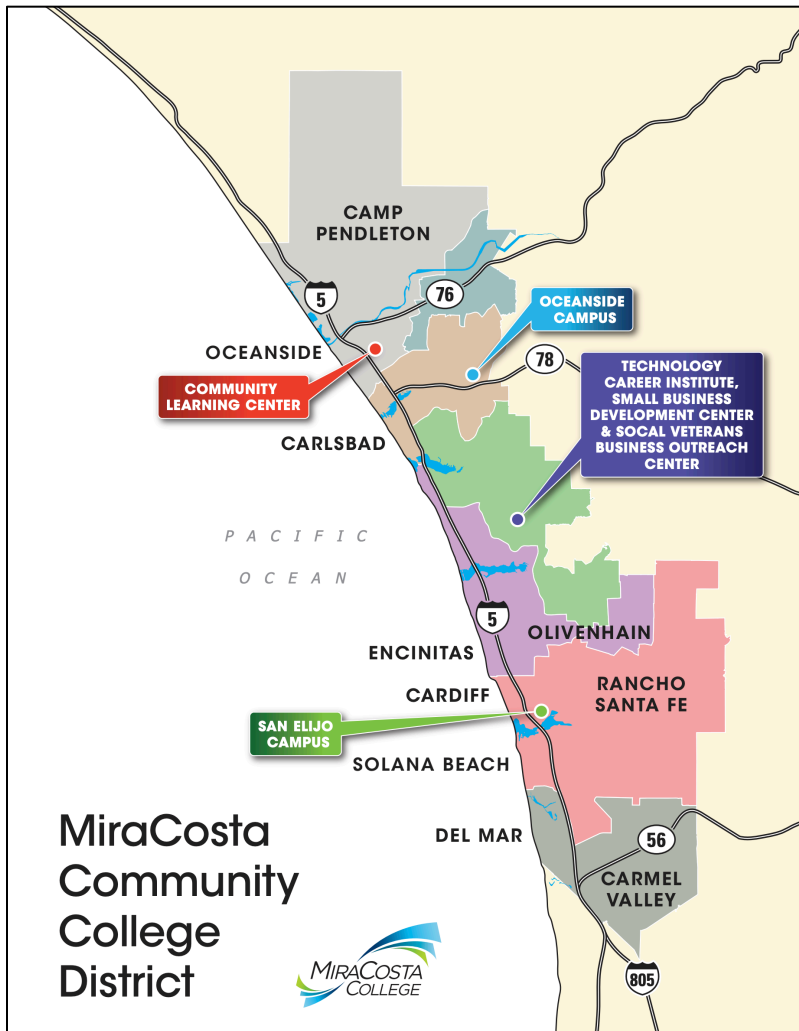 CAMP
PENDLETON
5
76
OCEANSIDE
CAMPUS
OCEANSIDE
78
COMMUNITY
LEARNING CENTER
TECHNOLOGY
CAREER INSTITUTE,
SMALL BUSINESS
DEVELOPMENT CENTER
& SOCAL VETERANS
BUSINESS OUTREACH
CENTER
CARLSBAD
PACIFIC
OCEAN
5
OLIVENHAIN
ENCINITAS
RANCHO
SANTA FE
CARDIFF
SAN ELIJO
CAMPUS
SOLANA BEACH
DEL MAR
56
CARMEL
VALLEY
805
MiraCosta
Community
College
District
MIRACOSTA
COLLEGE